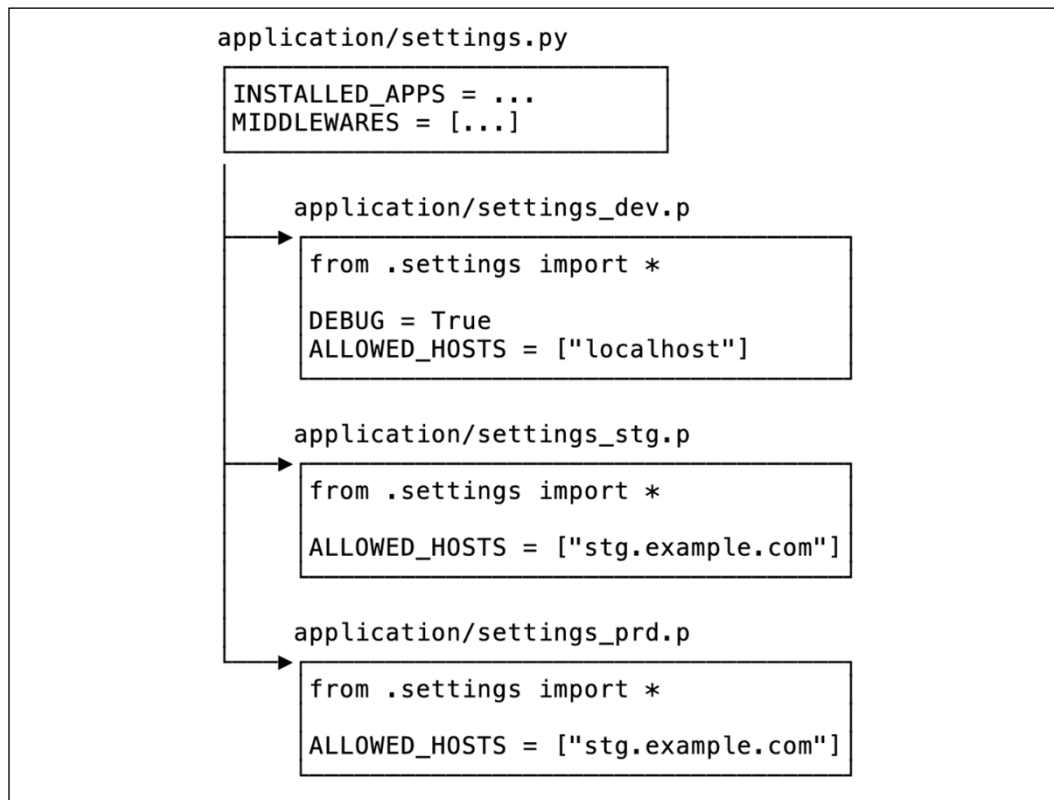 application/settings.py
INSTALLED_APPS = ...
MIDDLEWARES = [...]
application/settings_dev.p
from .settings import *
DEBUG = True
ALLOWED_HOSTS = ["localhost"]
application/settings_stg.p
from .settings import *
ALLOWED_HOSTS = ["stg.example.com"]
application/settings_prd.p
from .settings import *
ALLOWED_HOSTS = ["stg.example.com"]